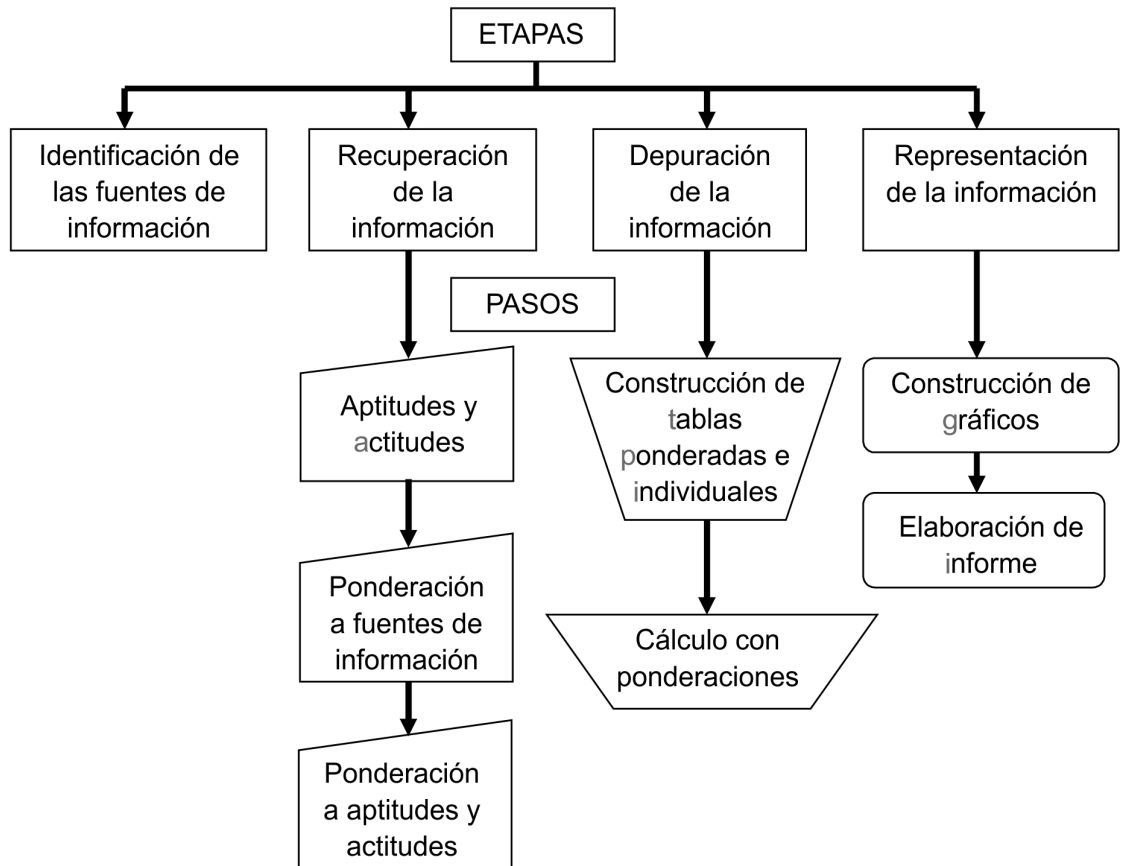 ETAPAS
Identificación de
las fuentes de
información
Recuperación
de la
información
Depuración
de la
información
Representación
de la información
PASOS
Aptitudes y
actitudes
Ponderación
a fuentes de
información
Ponderación
a aptitudes y
actitudes
Construcción de
tablas
ponderadas e
individuales
Cálculo con
ponderaciones
Construcción de
gráficos
Elaboración de
informe